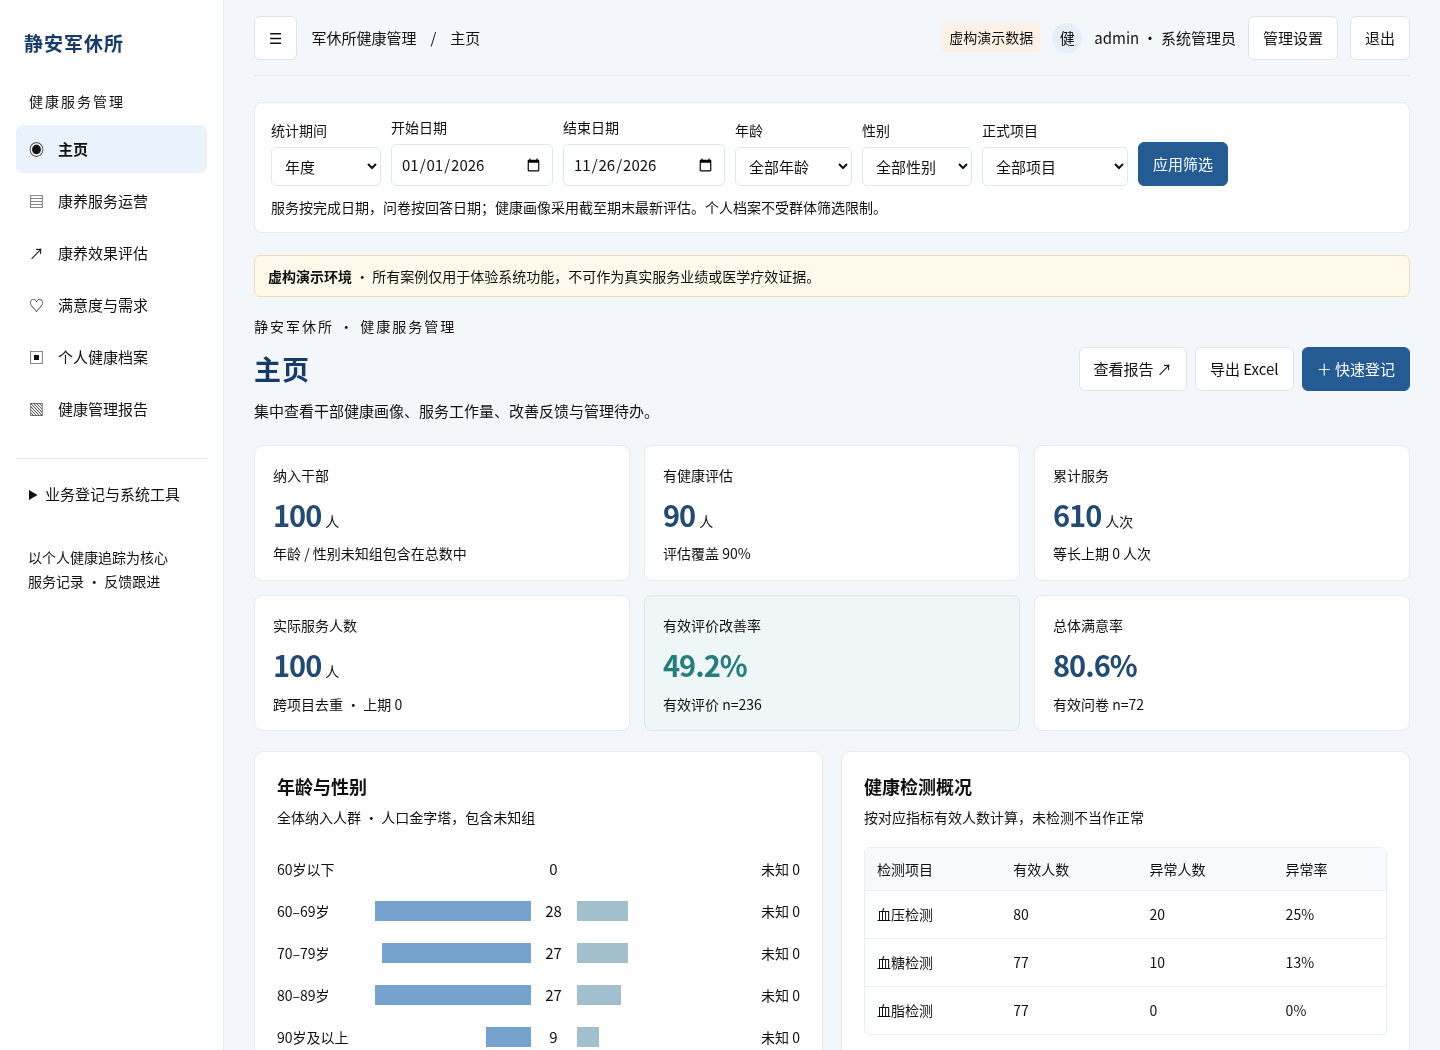 静安军休所
健康服务管理
主页
康养服务运营
康养效果评估
满意度与需求
个人健康档案
健康管理报告
业务登记与系统工具
以个人健康追踪为核心
服务记录 · 反馈跟进
军休所健康管理 / 主页
虚构演示数据
健
admin · 系统管理员
管理设置
退出
统计期间
开始日期
结束日期
年龄
性别
正式项目
年度
01/01/2026
11/26/2026
全部年龄
全部性别
全部项目
应用筛选
服务按完成日期，问卷按回答日期；健康画像采用截至期末最新评估。个人档案不受群体筛选限制。
虚构演示环境 · 所有案例仅用于体验系统功能，不可作为真实服务业绩或医学疗效证据。
静安军休所 · 健康服务管理
主页
查看报告 ↗
导出 Excel
＋ 快速登记
集中查看干部健康画像、服务工作量、改善反馈与管理待办。
纳入干部
100 人
年龄 / 性别未知组包含在总数中
有健康评估
90 人
评估覆盖 90%
累计服务
610 人次
等长上期 0 人次
实际服务人数
100 人
跨项目去重 · 上期 0
有效评价改善率
49.2%
有效评价 n=236
总体满意率
80.6%
有效问卷 n=72
年龄与性别
全体纳入人群 · 人口金字塔，包含未知组
60岁以下 0 未知 0
60–69岁 28 未知 0
70–79岁 27 未知 0
80–89岁 27 未知 0
90岁及以上 9 未知 0
健康检测概况
按对应指标有效人数计算，未检测不当作正常
检测项目 有效人数 异常人数 异常率
血压检测 80 20 25%
血糖检测 77 10 13%
血脂检测 77 0 0%